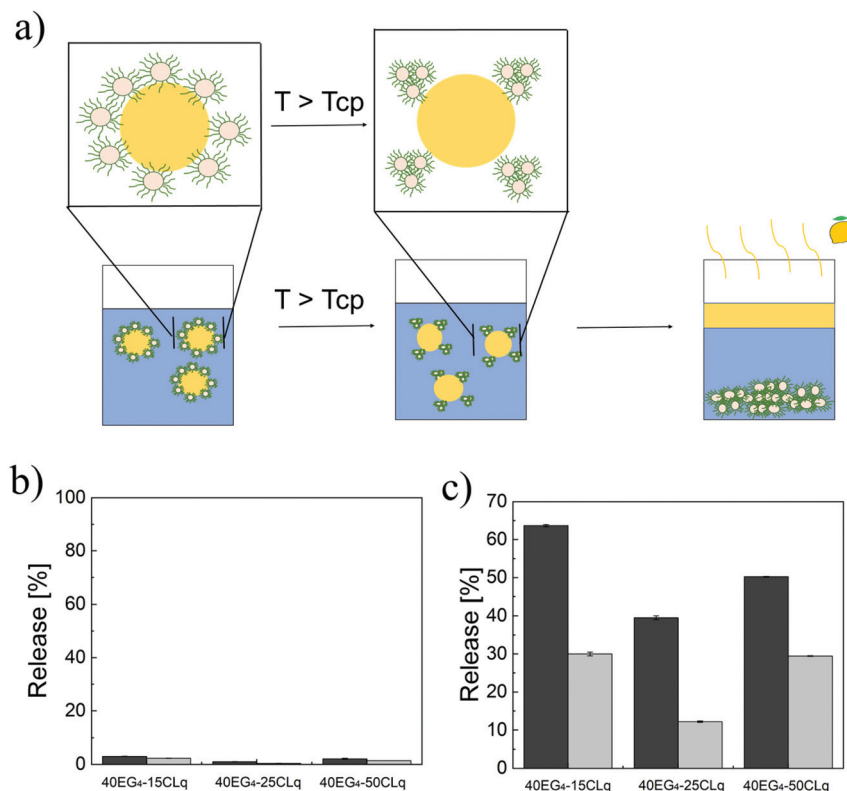 a)
T > Tcp
T > Tcp
b)
c)
Release [%]
100
80
60
40
20
0
40EG₄-15CLq
40EG₄-25CLq
40EG₄-50CLq
Release [%]
70
60
50
40
30
20
10
0
40EG₄-15CLq
40EG₄-25CLq
40EG₄-50CLq